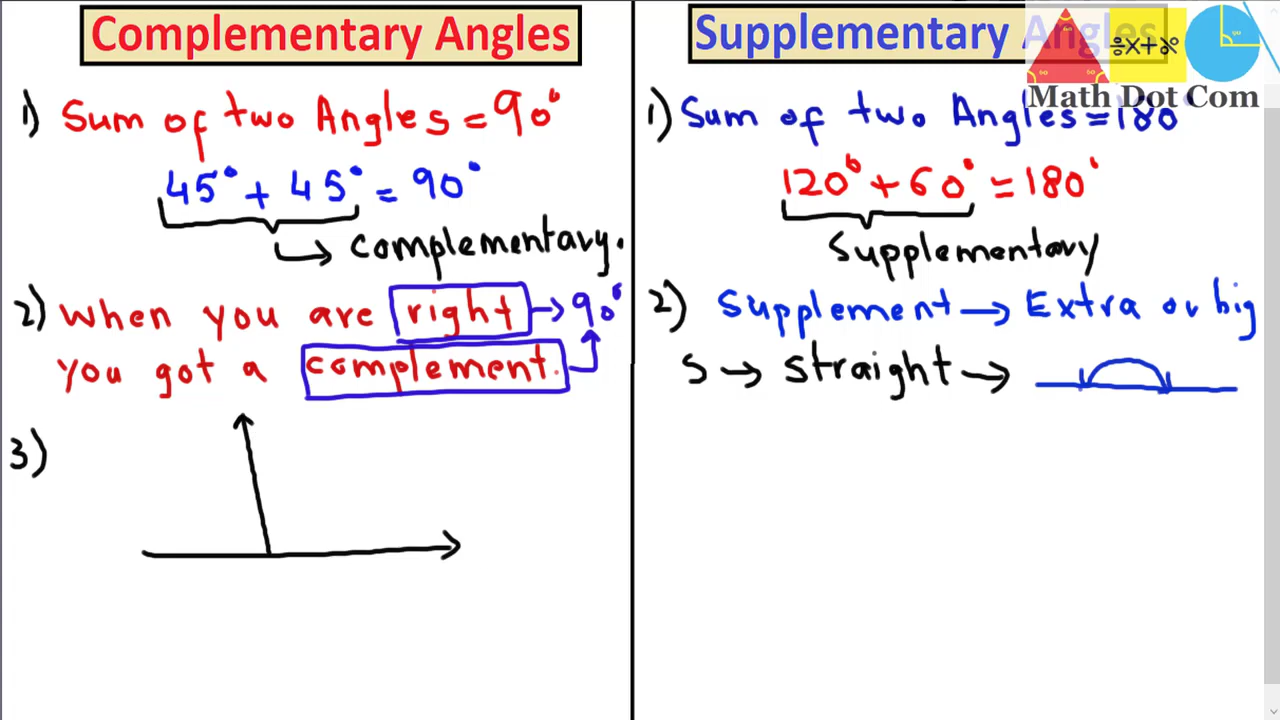 Complementary Angles
1) Sum of two Angles = 90°
45° + 45° = 90°
→ complementary.
2) When you are right → 90°
you got a complement.
3)
Supplementary Angles
÷x+
Math Dot Com
1) Sum of two Angles = 180°
120° + 60° = 180°
Supplementary
2) Supplement → Extra or big
S → straight →